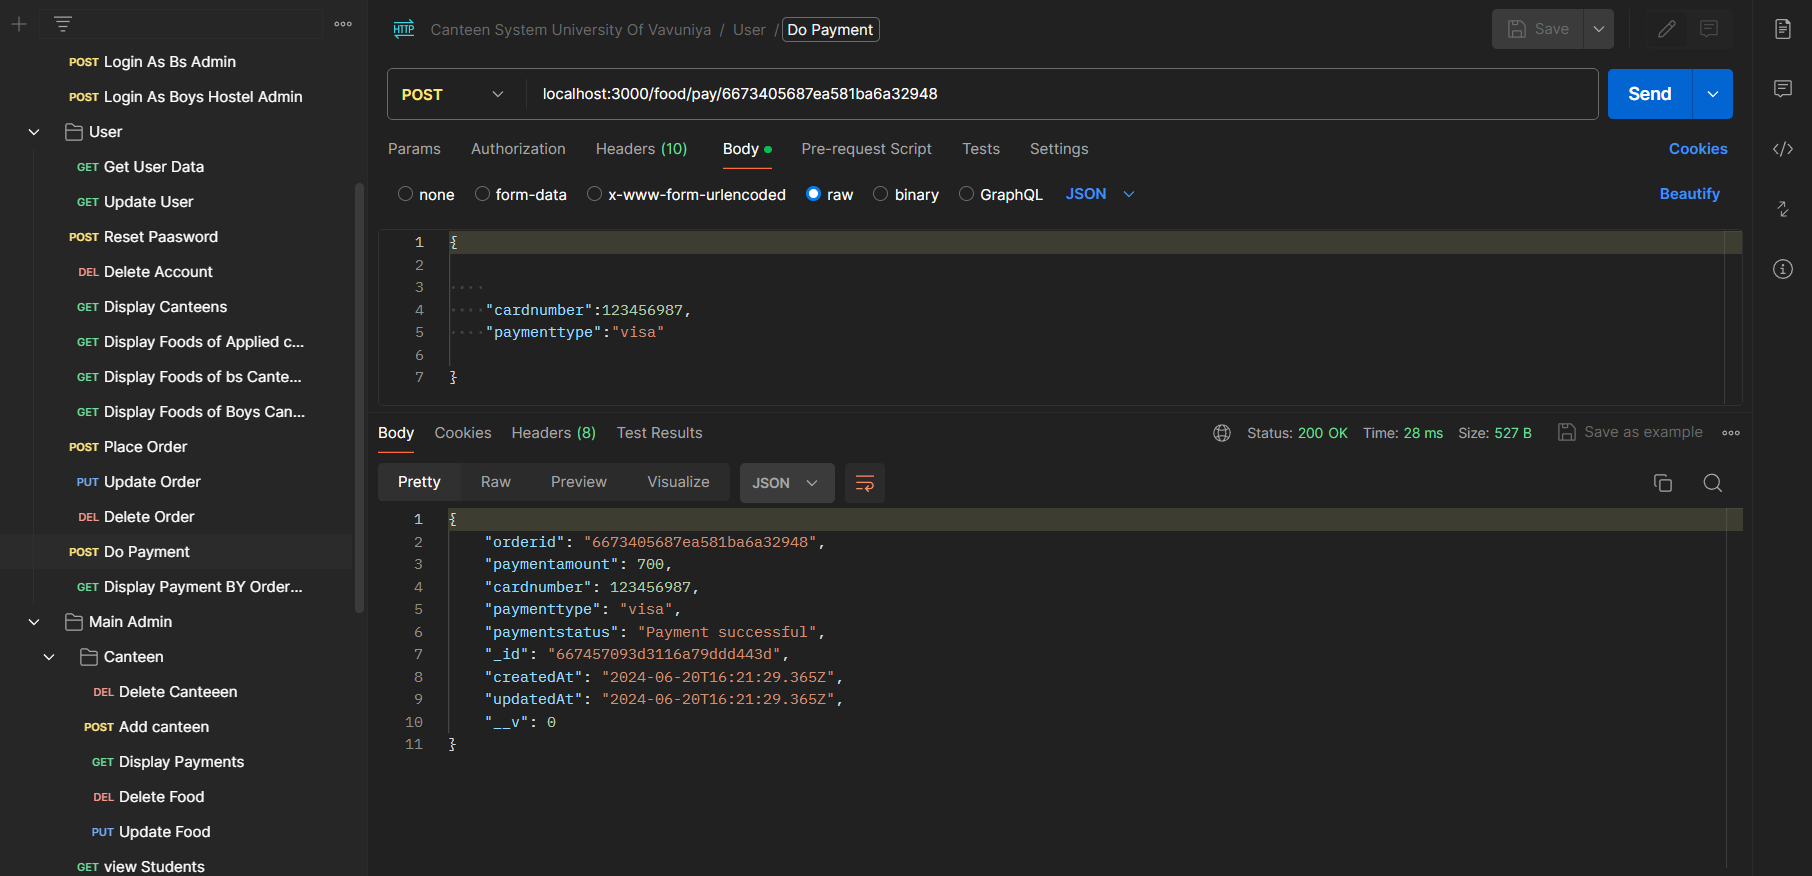 POST Login As Bs Admin
POST Login As Boys Hostel Admin
User
GET Get User Data
GET Update User
POST Reset Paasword
DEL Delete Account
GET Display Canteens
GET Display Foods of Applied c...
GET Display Foods of bs Cante...
GET Display Foods of Boys Can...
POST Place Order
PUT Update Order
DEL Delete Order
POST Do Payment
GET Display Payment BY Order...
Main Admin
Canteen
DEL Delete Canteeen
POST Add canteen
GET Display Payments
DEL Delete Food
PUT Update Food
GET view Students
HTTP Canteen System University Of Vavuniya / User / Do Payment
Save
POST localhost:3000/food/pay/6673405687ea581ba6a32948 Send
Params Authorization Headers (10) Body Pre-request Script Tests Settings Cookies
none form-data x-www-form-urlencoded raw binary GraphQL JSON Beautify
1 {
2
3
4 "cardnumber":123456987,
5 "paymenttype":"visa"
6
7 }
Body Cookies Headers (8) Test Results Status: 200 OK Time: 28 ms Size: 527 B Save as example
Pretty Raw Preview Visualize JSON
1 {
2 "orderid": "6673405687ea581ba6a32948",
3 "paymentamount": 700,
4 "cardnumber": 123456987,
5 "paymenttype": "visa",
6 "paymentstatus": "Payment successful",
7 "_id": "667457093d3116a79ddd443d",
8 "createdAt": "2024-06-20T16:21:29.365Z",
9 "updatedAt": "2024-06-20T16:21:29.365Z",
10 "__v": 0
11 }